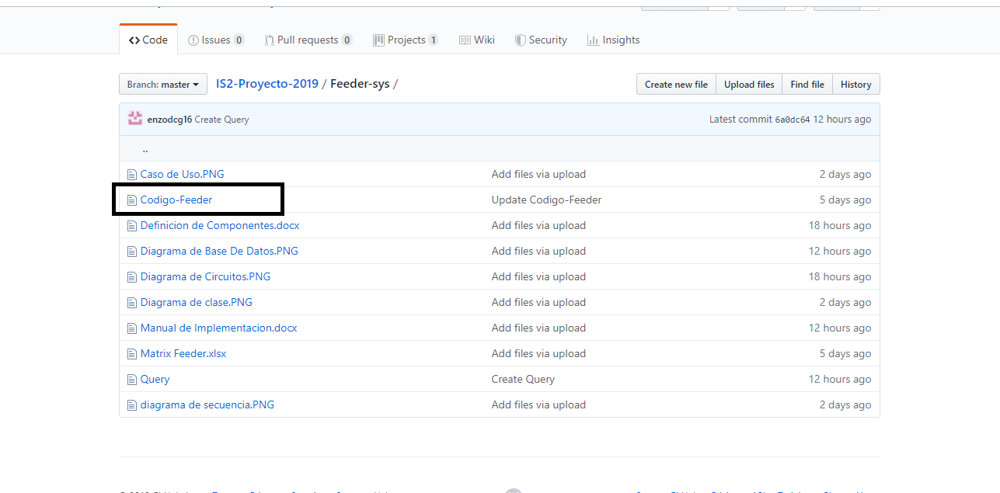 Code Issues 0 Pull requests 0 Projects 1 Wiki Security Insights
Branch: master IS2-Proyecto-2019 / Feeder-sys / Create new file Upload files Find file History
enzodcg16 Create Query Latest commit 6a0dc64 12 hours ago
..
Caso de Uso.PNG Add files via upload 2 days ago
Codigo-Feeder Update Codigo-Feeder 5 days ago
Definicion de Componentes.docx Add files via upload 18 hours ago
Diagrama de Base De Datos.PNG Add files via upload 12 hours ago
Diagrama de Circuitos.PNG Add files via upload 18 hours ago
Diagrama de clase.PNG Add files via upload 2 days ago
Manual de Implementacion.docx Add files via upload 12 hours ago
Matrix Feeder.xlsx Add files via upload 5 days ago
Query Create Query 12 hours ago
diagrama de secuencia.PNG Add files via upload 2 days ago